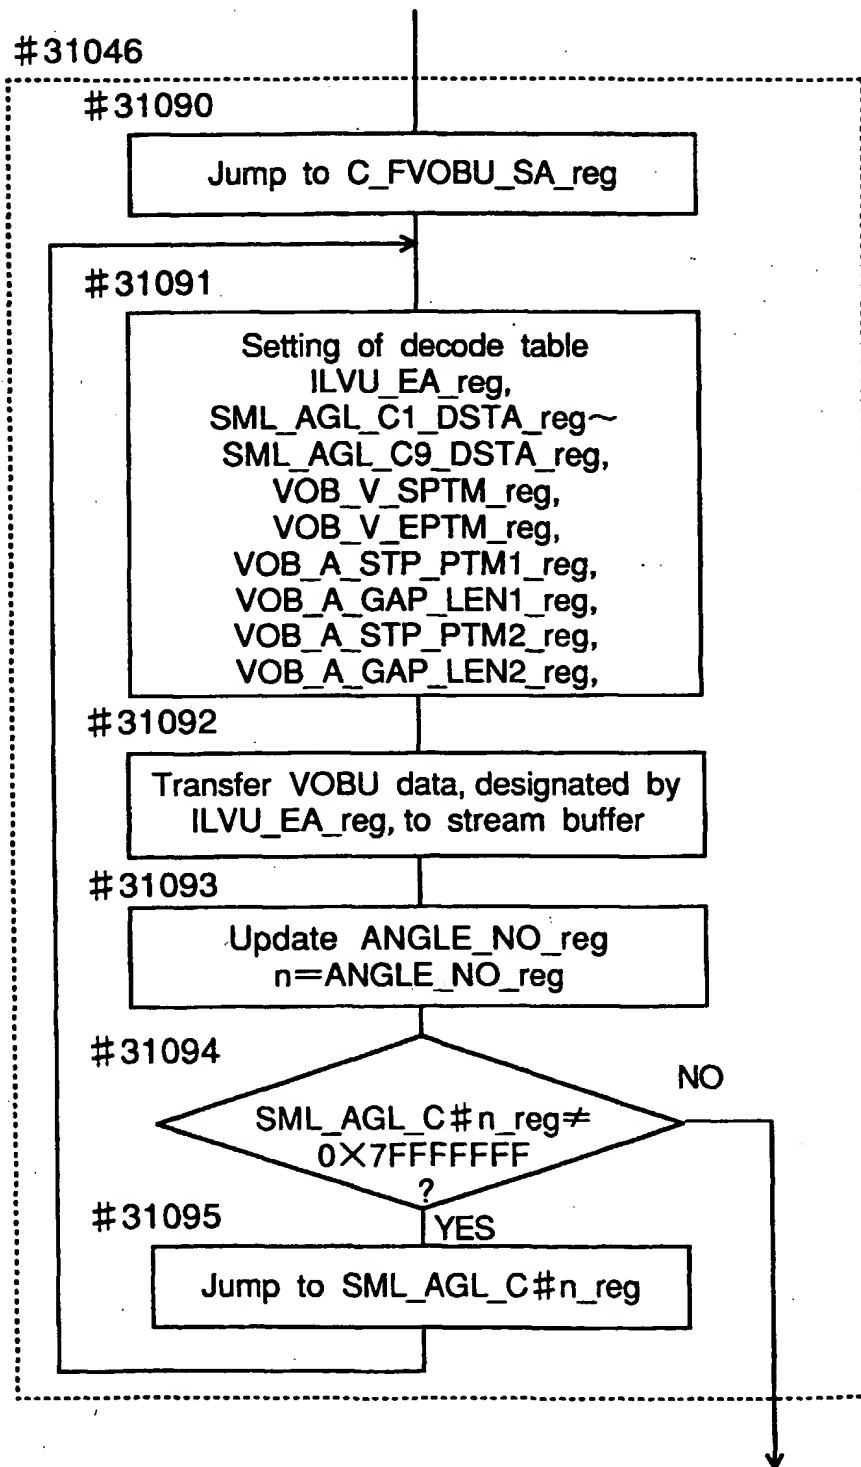 #31046
#31090
Jump to C_FVOBU_SA_reg
#31091
Setting of decode table
ILVU_EA_reg,
SML_AGL_C1_DSTA_reg~
SML_AGL_C9_DSTA_reg,
VOB_V_SPTM_reg,
VOB_V_EPTM_reg,
VOB_A_STP_PTM1_reg,
VOB_A_GAP_LEN1_reg,
VOB_A_STP_PTM2_reg,
VOB_A_GAP_LEN2_reg,
#31092
Transfer VOBU data, designated by
ILVU_EA_reg, to stream buffer
#31093
Update ANGLE_NO_reg
n=ANGLE_NO_reg
#31094
NO
SML_AGL_C#n_reg≠
0×7FFFFFFF
?
#31095
YES
Jump to SML_AGL_C#n_reg